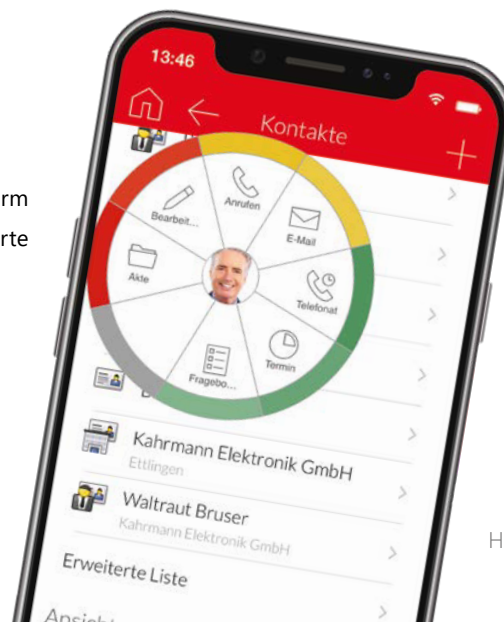 13:46
Kontakte
rm
rte
Anrufen
Bearbeit...
E-Mail
Akte
Telefonat
Termin
Fragebo...
Kahrmann Elektronik GmbH
Ettlingen
Waltraut Bruser
Kahrmann Elektronik GmbH
H
Erweiterte Liste